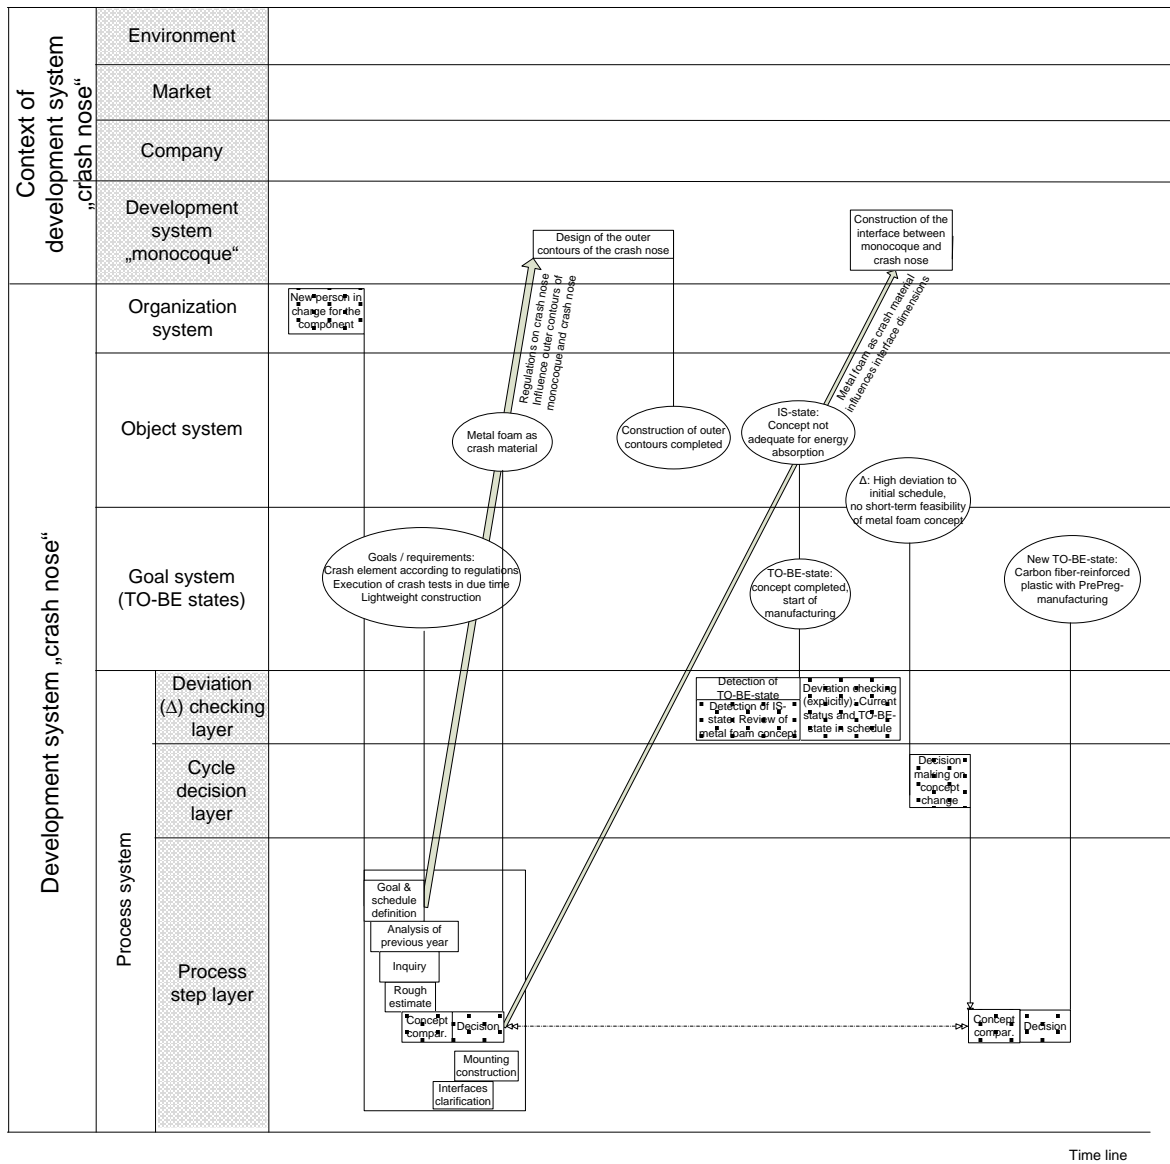 Context of
development system
„crash nose“
Environment
Market
Company
Development
system
„monocoque“
Design of the outer
contours of the crash nose
Construction of the
interface between
monocoque and
crash nose
Development system „crash nose“
Organization
system
New person in
charge for the
component
Regulations on crash nose
Influence outer contours of
monocoque and crash nose
Metal foam as crash material
influences interface dimensions
Object system
Metal foam as
crash material
Construction of outer
contours completed
IS-state:
Concept not
adequate for energy
absorption
Δ: High deviation to
initial schedule,
no short-term feasibility
of metal foam concept
Goal system
(TO-BE states)
Goals / requirements:
Crash element according to regulations
Execution of crash tests in due time
Lightweight construction
TO-BE-state:
concept completed,
start of
manufacturing
New TO-BE-state:
Carbon fiber-reinforced
plastic with PrePreg-
manufacturing
Process system
Deviation
(Δ) checking
layer
Detection of
TO-BE-state
Detection of IS-
state: Review of
metal foam concept
Deviation checking
(explicitly): Current
status and TO-BE-
state in schedule
Cycle
decision
layer
Decision
making on
concept
change
Process
step layer
Goal &
schedule
definition
Analysis of
previous year
Inquiry
Rough
estimate
Concept
compar.
Decision
Mounting
construction
Interfaces
clarification
Concept
compar.
Decision
Time line